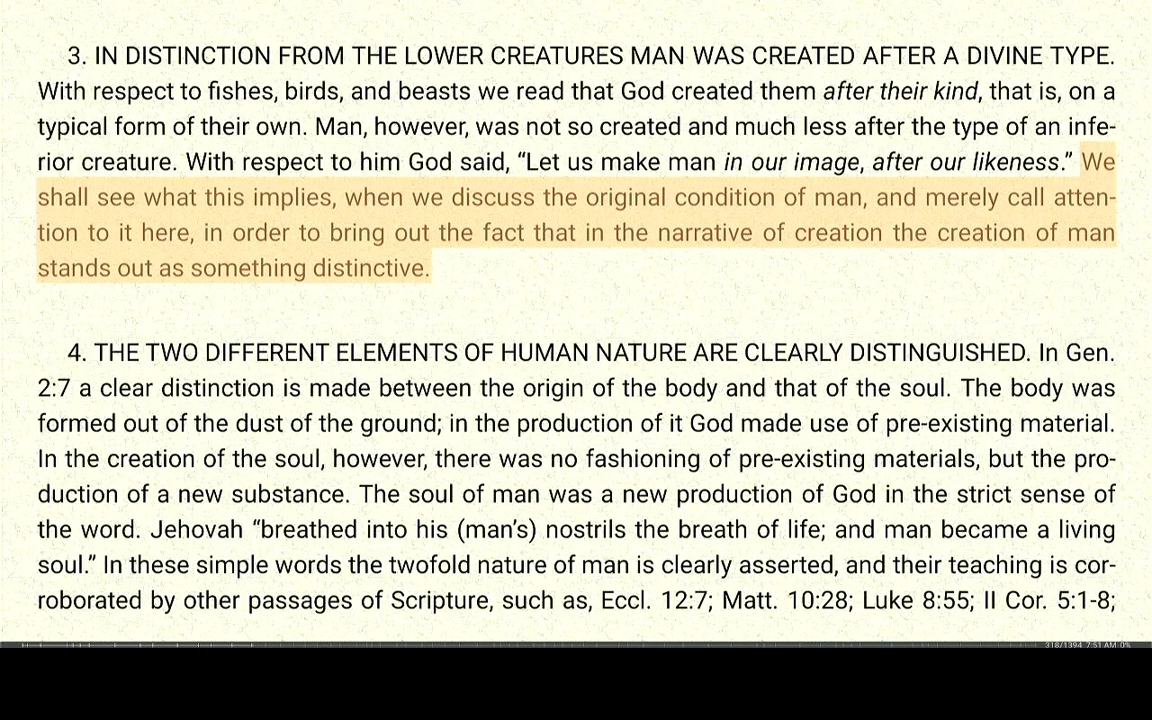 3. IN DISTINCTION FROM THE LOWER CREATURES MAN WAS CREATED AFTER A DIVINE TYPE.
With respect to fishes, birds, and beasts we read that God created them after their kind, that is, on a
typical form of their own. Man, however, was not so created and much less after the type of an infe-
rior creature. With respect to him God said, “Let us make man in our image, after our likeness.” We
shall see what this implies, when we discuss the original condition of man, and merely call atten-
tion to it here, in order to bring out the fact that in the narrative of creation the creation of man
stands out as something distinctive.
4. THE TWO DIFFERENT ELEMENTS OF HUMAN NATURE ARE CLEARLY DISTINGUISHED. In Gen.
2:7 a clear distinction is made between the origin of the body and that of the soul. The body was
formed out of the dust of the ground; in the production of it God made use of pre-existing material.
In the creation of the soul, however, there was no fashioning of pre-existing materials, but the pro-
duction of a new substance. The soul of man was a new production of God in the strict sense of
the word. Jehovah “breathed into his (man’s) nostrils the breath of life; and man became a living
soul.” In these simple words the twofold nature of man is clearly asserted, and their teaching is cor-
roborated by other passages of Scripture, such as, Eccl. 12:7; Matt. 10:28; Luke 8:55; II Cor. 5:1-8;
318/1394 7:51 AM 0%